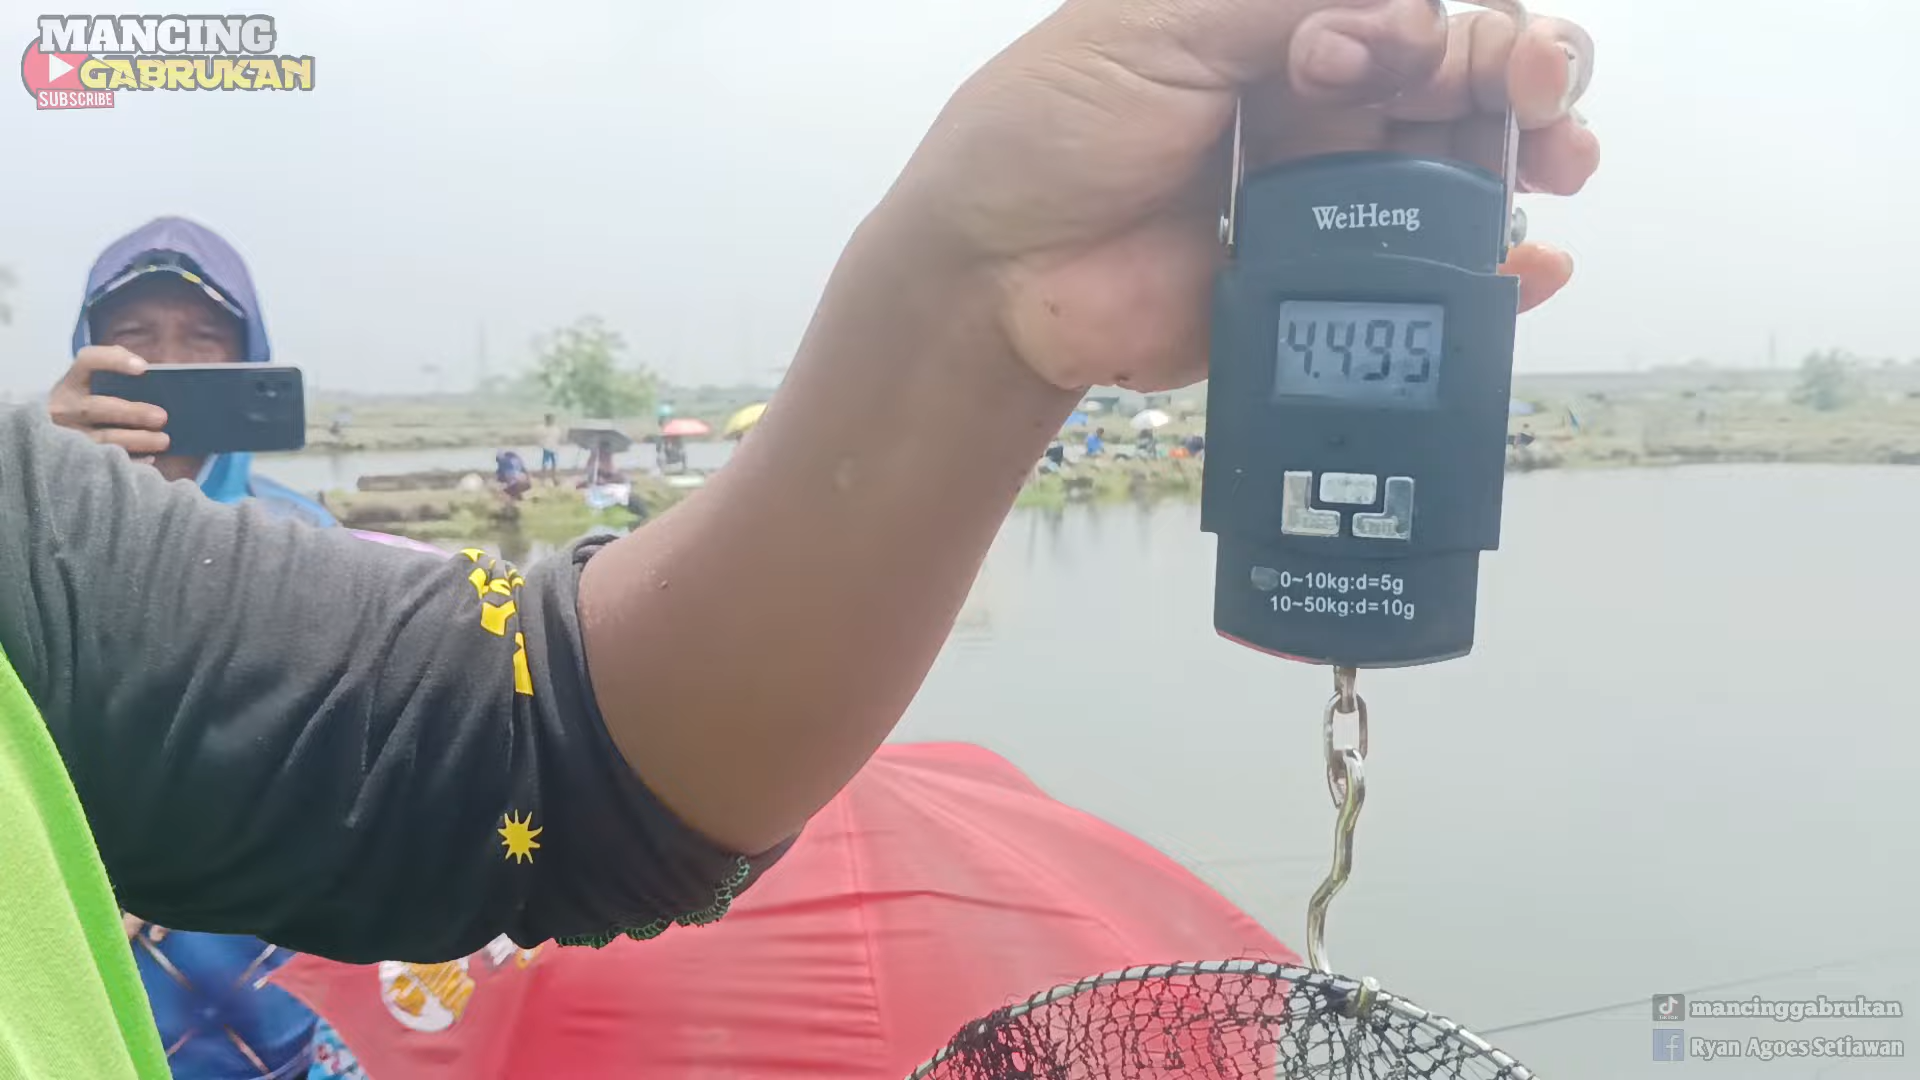 MANCING
GABRUKAN
SUBSCRIBE
WeiHeng
4.495
0~10kg:d=5g
10~50kg:d=10g
mancinggabrukan
Ryan Agoes Setiawan